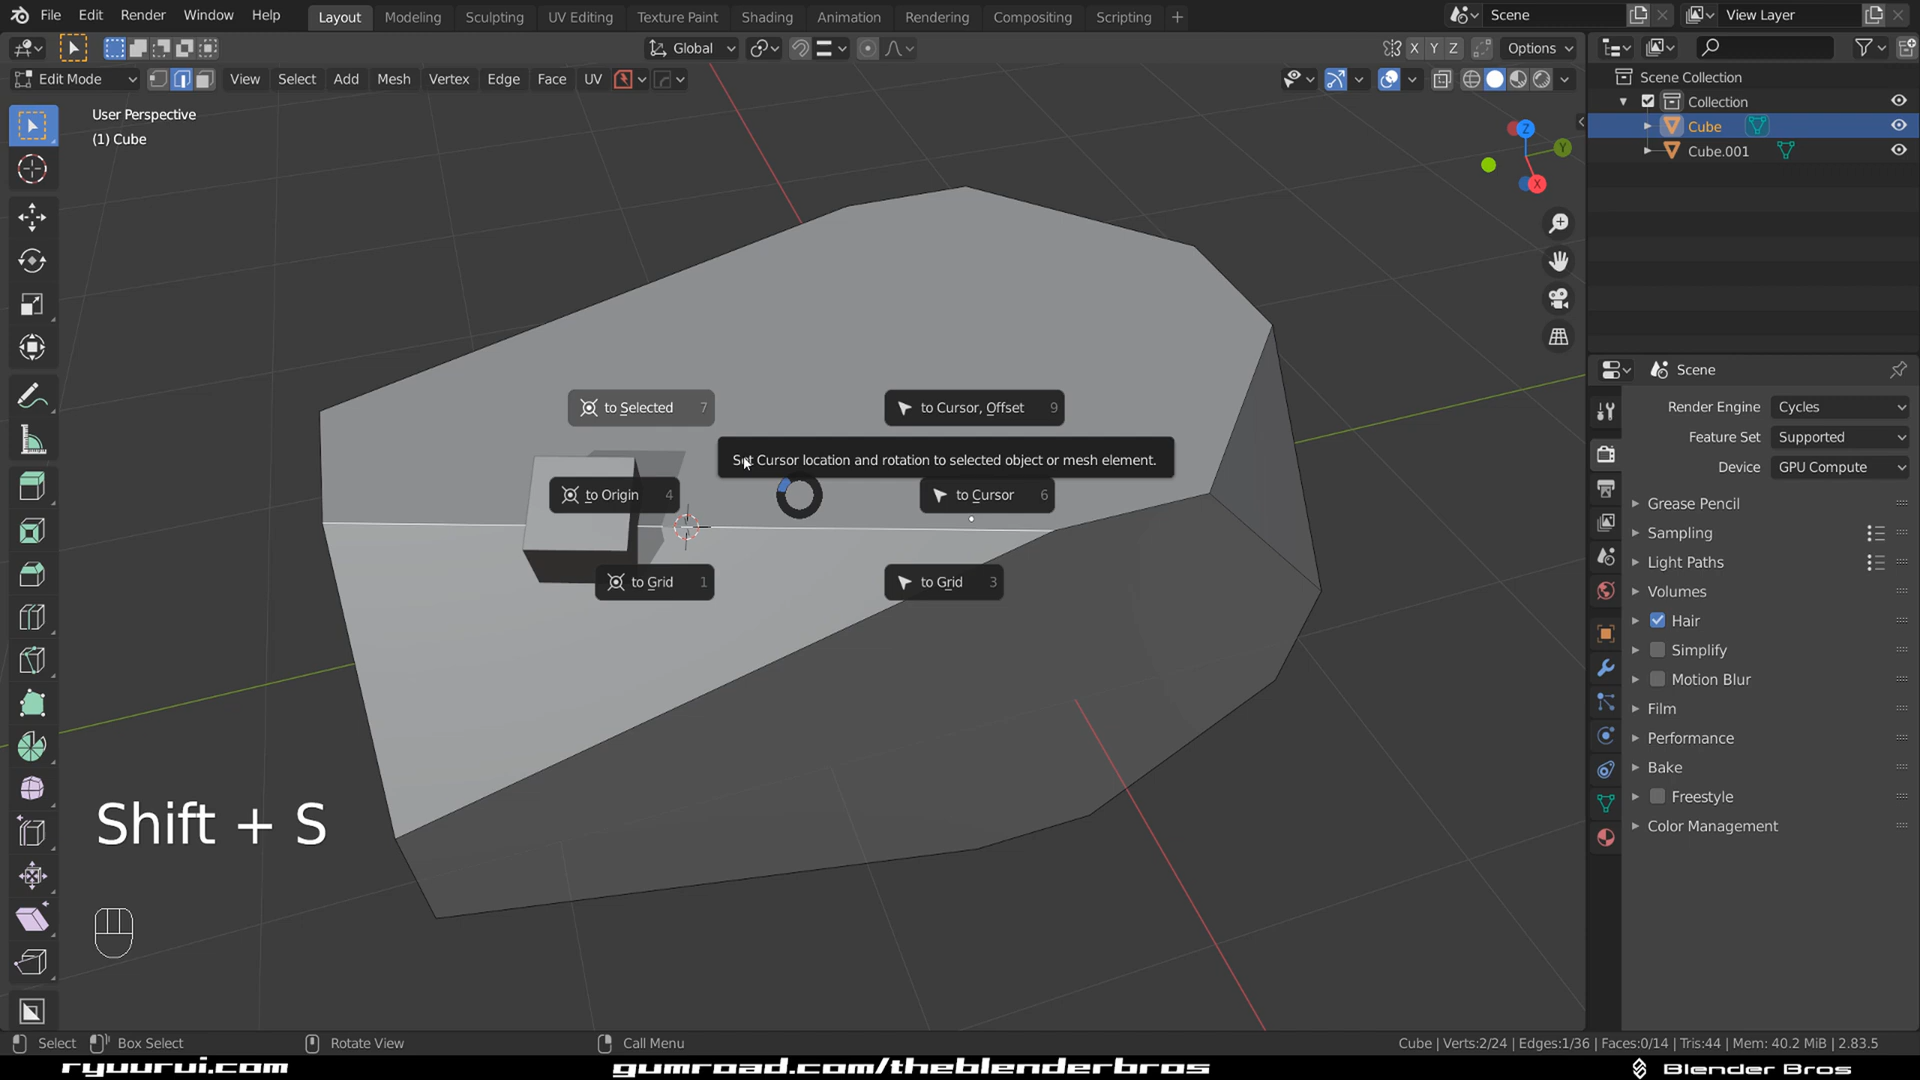 File Edit Render Window Help Layout Modeling Sculpting UV Editing Texture Paint Shading Animation Rendering Compositing Scripting Scene View Layer
Global X Y Z Options
Edit Mode View Select Add Mesh Vertex Edge Face UV
User Perspective
(1) Cube
Scene Collection
Collection
Cube
Cube.001
Z
Y
X
Scene
Render Engine Cycles
Feature Set Supported
Device GPU Compute
Grease Pencil
Sampling
Light Paths
Volumes
Hair
Simplify
Motion Blur
Film
Performance
Bake
Freestyle
Color Management
to Selected 7
to Cursor, Offset 9
Set Cursor location and rotation to selected object or mesh element.
to Origin 4
to Cursor 6
to Grid 1
to Grid 3
Shift + S
Select Box Select Rotate View Call Menu Cube | Verts:2/24 | Edges:1/36 | Faces:0/14 | Tris:44 | Mem: 40.2 MiB | 2.83.5
ryuurui.com gumroad.com/theblenderbros Blender Bros